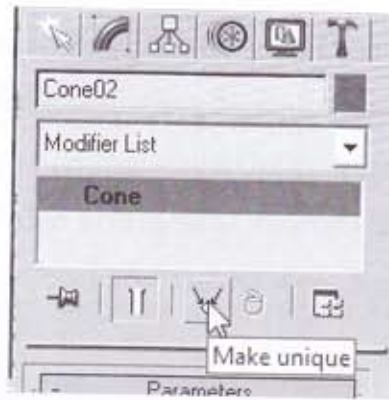 Cone02
Modifier List
Cone
Make unique
Parameters